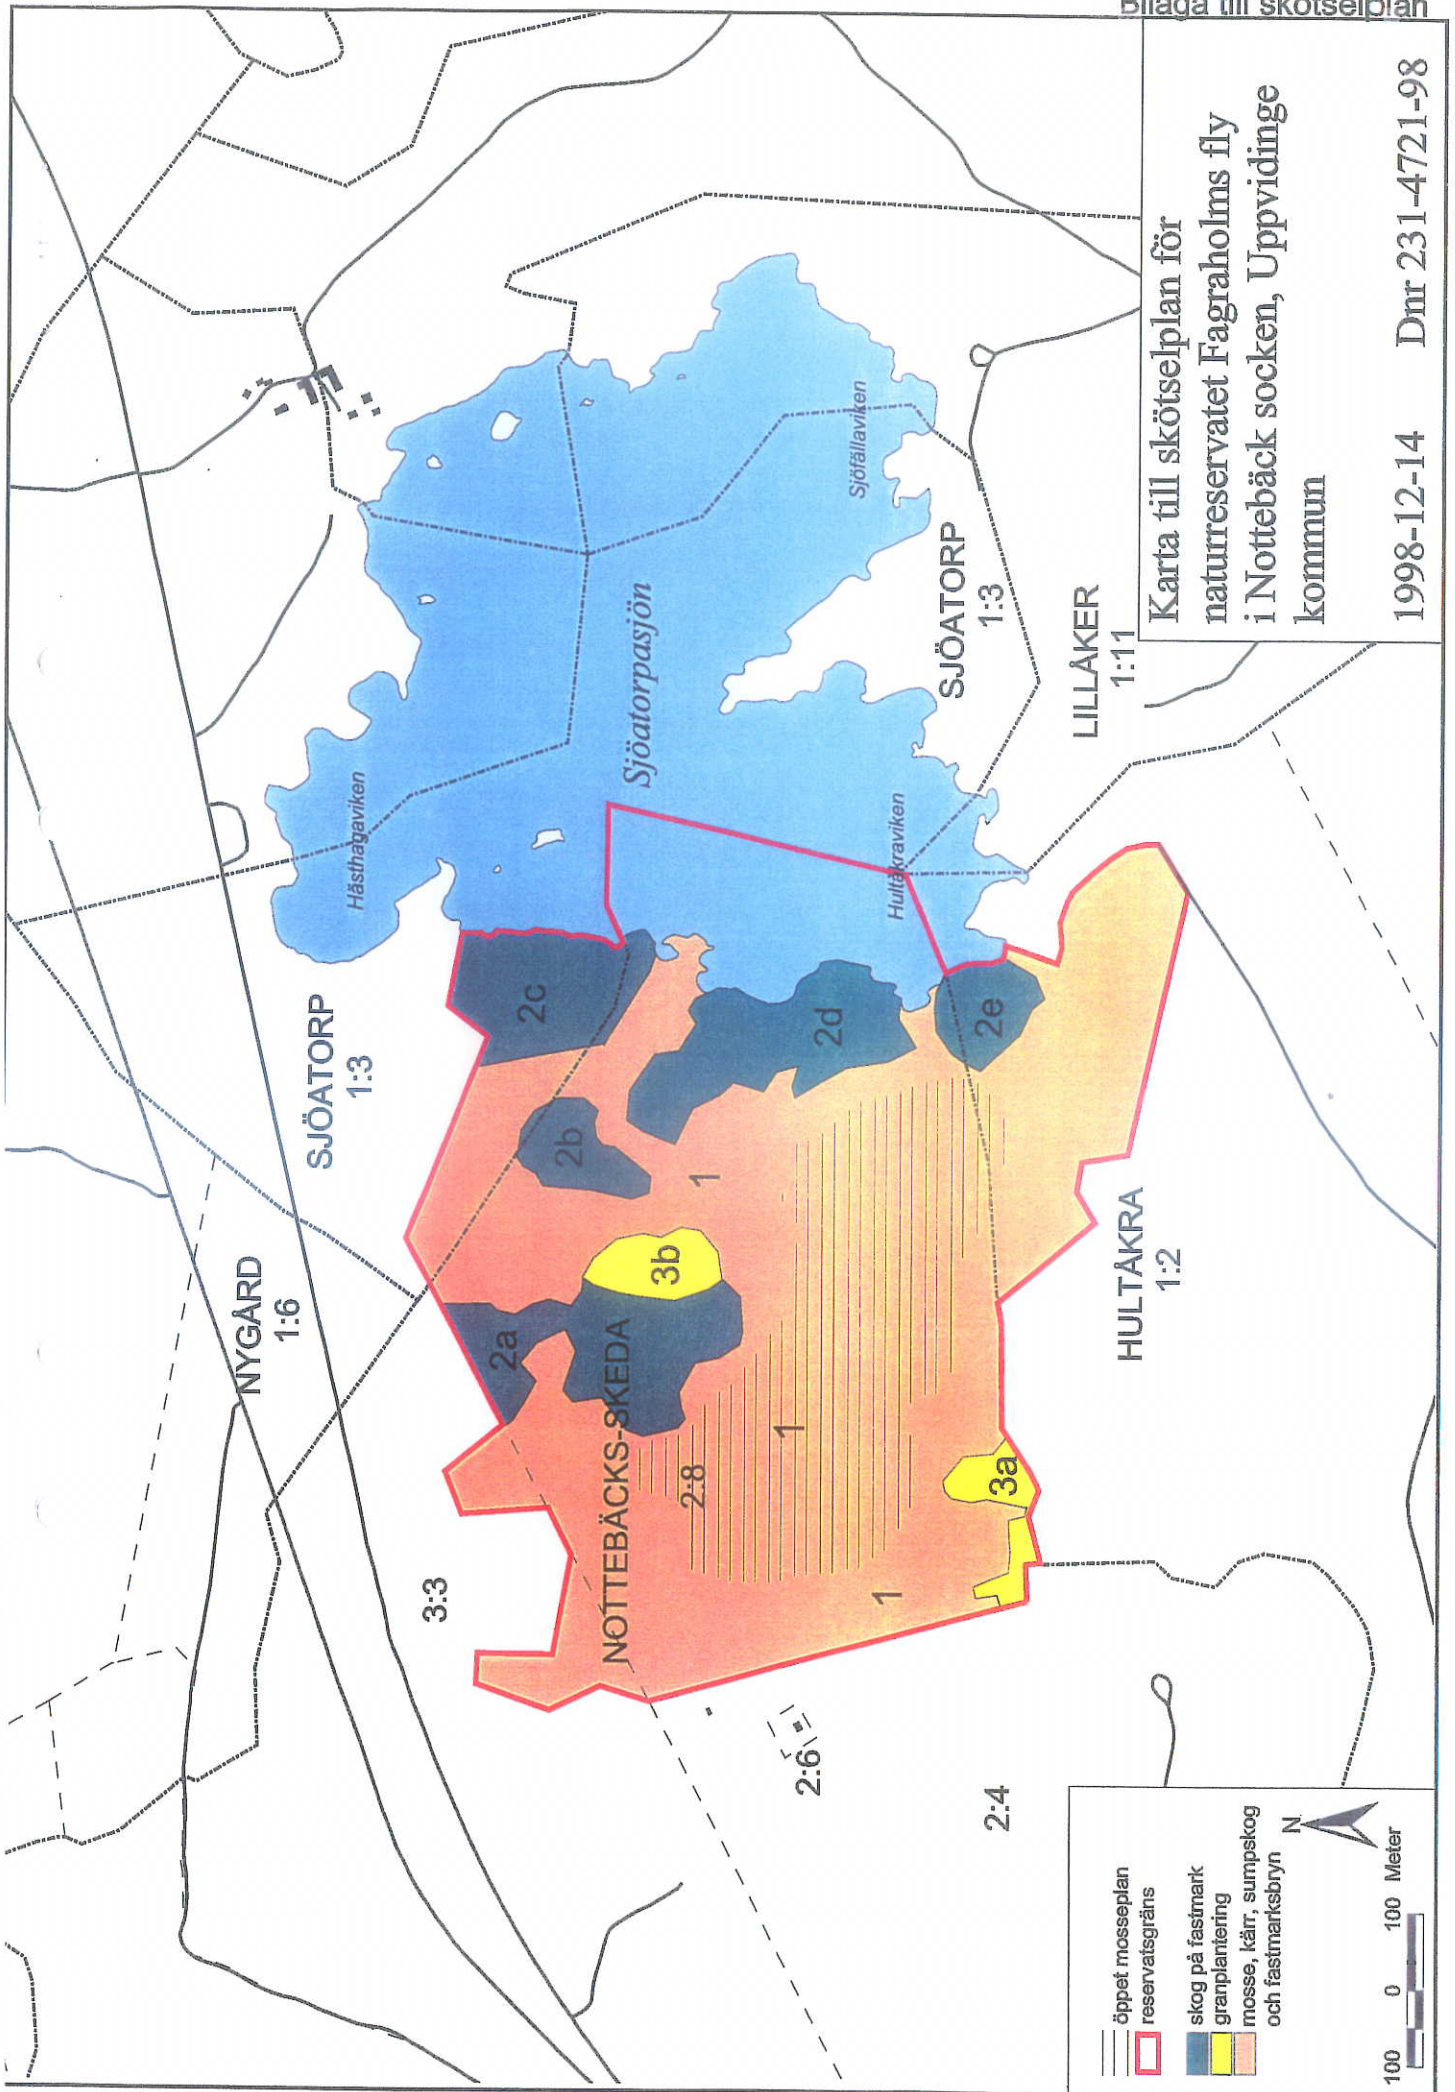 Bilaga till skötselplan
Karta till skötselplan för
naturreservatet Fagraholms fly
i Nottebäck socken, Uppvidinge
kommun
1998-12-14 Dnr 231-4721-98
NYGÅRD
1:6
SJÖATORP
1:3
3:3
Hästhagaviken
Sjöatorpasjön
Sjöfällaviken
Hultåkraviken
SJÖATORP
1:3
LILLÅKER
1:11
2a
2b
2c
2d
2e
3b
3a
1
1
1
NOTTEBÄCKS-SKEDA
2:8
2:6
2:4
HULTÅKRA
1:2
öppet mosseplan
reservatsgräns
skog på fastmark
granplantering
mosse, kärr, sumpskog
och fastmarksbryn
N
100 0 100 Meter